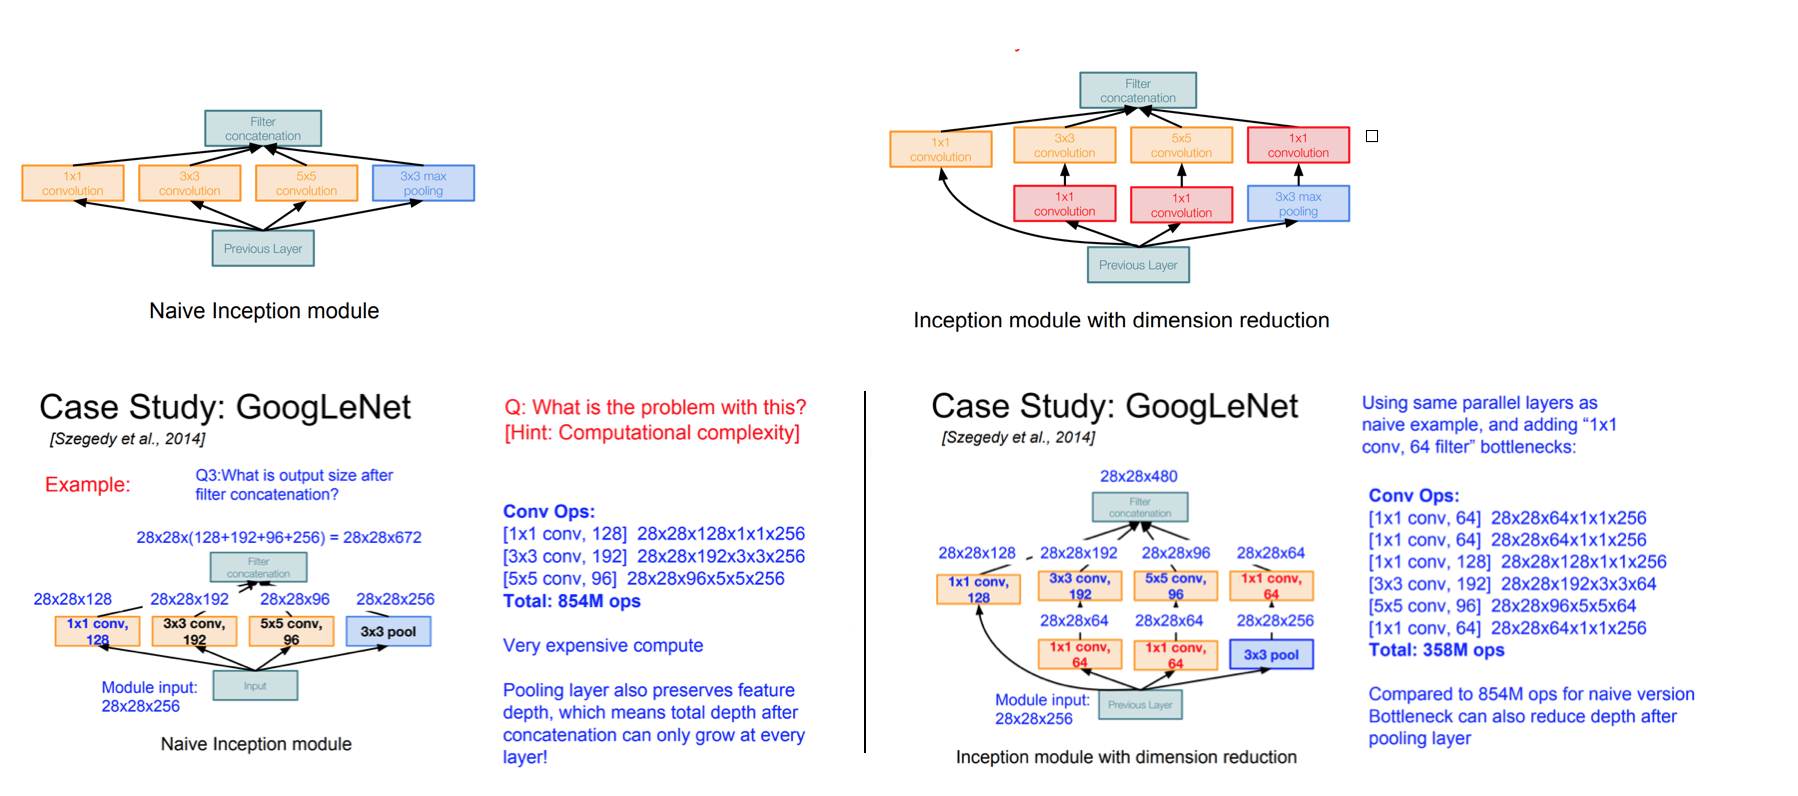 Filter
concatenation
1x1
convolution
3x3
convolution
5x5
convolution
3x3 max
pooling
Previous Layer
Naive Inception module
Filter
concatenation
1x1
convolution
3x3
convolution
5x5
convolution
1x1
convolution
1x1
convolution
1x1
convolution
3x3 max
pooling
Previous Layer
Inception module with dimension reduction
Case Study: GoogLeNet
[Szegedy et al., 2014]
Example:
Q3:What is output size after
filter concatenation?
28x28x(128+192+96+256) = 28x28x672
Filter
concatenation
28x28x128
28x28x192
28x28x96
28x28x256
1x1 conv,
128
3x3 conv,
192
5x5 conv,
96
3x3 pool
Module input:
28x28x256
Input
Naive Inception module
Q: What is the problem with this?
[Hint: Computational complexity]
Conv Ops:
[1x1 conv, 128] 28x28x128x1x1x256
[3x3 conv, 192] 28x28x192x3x3x256
[5x5 conv, 96] 28x28x96x5x5x256
Total: 854M ops
Very expensive compute
Pooling layer also preserves feature
depth, which means total depth after
concatenation can only grow at every
layer!
Case Study: GoogLeNet
[Szegedy et al., 2014]
28x28x480
Filter
concatenation
28x28x128
28x28x192
28x28x96
28x28x64
1x1 conv,
128
3x3 conv,
192
5x5 conv,
96
1x1 conv,
64
28x28x64
28x28x64
28x28x256
1x1 conv,
64
1x1 conv,
64
3x3 pool
Module input:
28x28x256
Previous Layer
Inception module with dimension reduction
Using same parallel layers as
naive example, and adding “1x1
conv, 64 filter” bottlenecks:
Conv Ops:
[1x1 conv, 64] 28x28x64x1x1x256
[1x1 conv, 64] 28x28x64x1x1x256
[1x1 conv, 128] 28x28x128x1x1x256
[3x3 conv, 192] 28x28x192x3x3x64
[5x5 conv, 96] 28x28x96x5x5x64
[1x1 conv, 64] 28x28x64x1x1x256
Total: 358M ops
Compared to 854M ops for naive version
Bottleneck can also reduce depth after
pooling layer